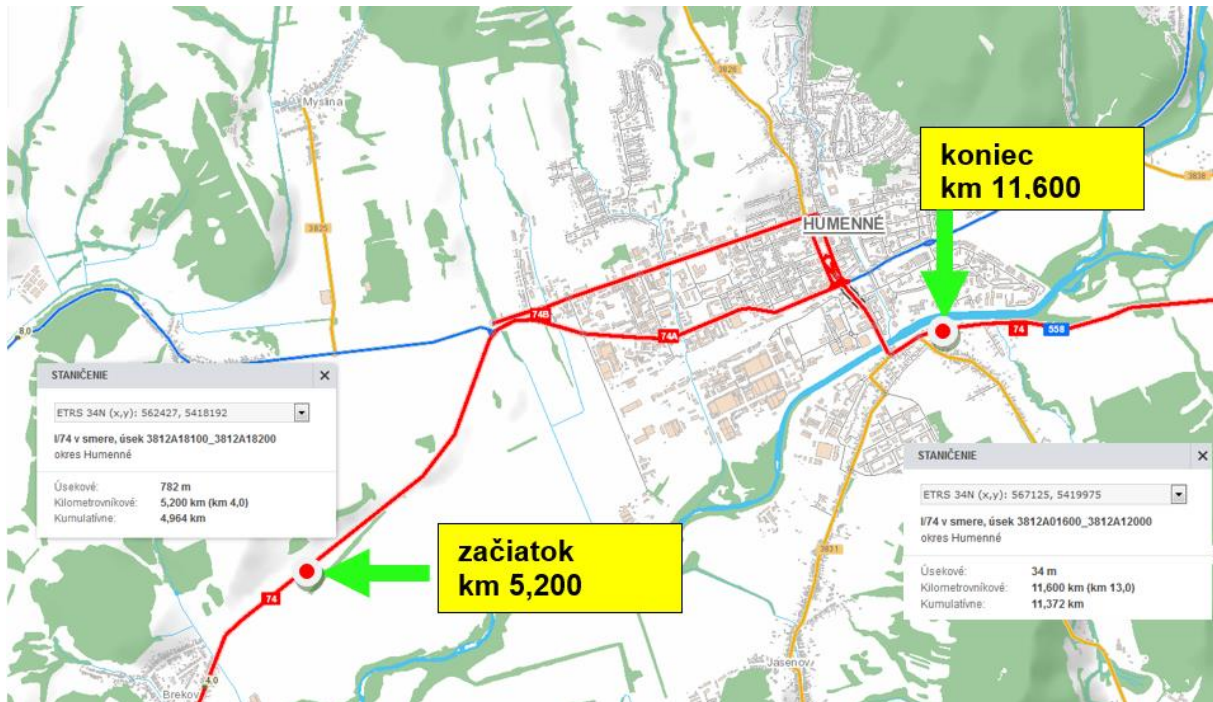 Myslina
3826
3825
koniec
km 11,600
3838
HUMENNÉ
8,0
74B
74A
74
558
STANIČENIE
ETRS 34N (x,y): 562427, 5418192
I/74 v smere, úsek 3812A18100_3812A18200
okres Humenné
Úsekové: 782 m
Kilometrovníkové: 5,200 km (km 4,0)
Kumulatívne: 4,964 km
STANIČENIE
ETRS 34N (x,y): 567125, 5419975
I/74 v smere, úsek 3812A01600_3812A12000
okres Humenné
Úsekové: 34 m
Kilometrovníkové: 11,600 km (km 13,0)
Kumulatívne: 11,372 km
začiatok
km 5,200
3831
74
Jasenov
4,0
Brekov